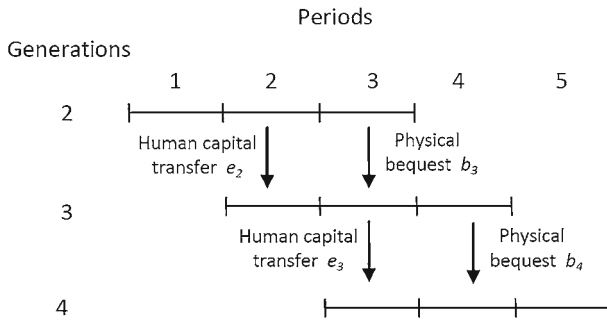 Periods
Generations
1 2 3 4 5
2
Human capital
transfer e₂
Physical
bequest b₃
3
Human capital
transfer e₃
Physical
bequest b₄
4